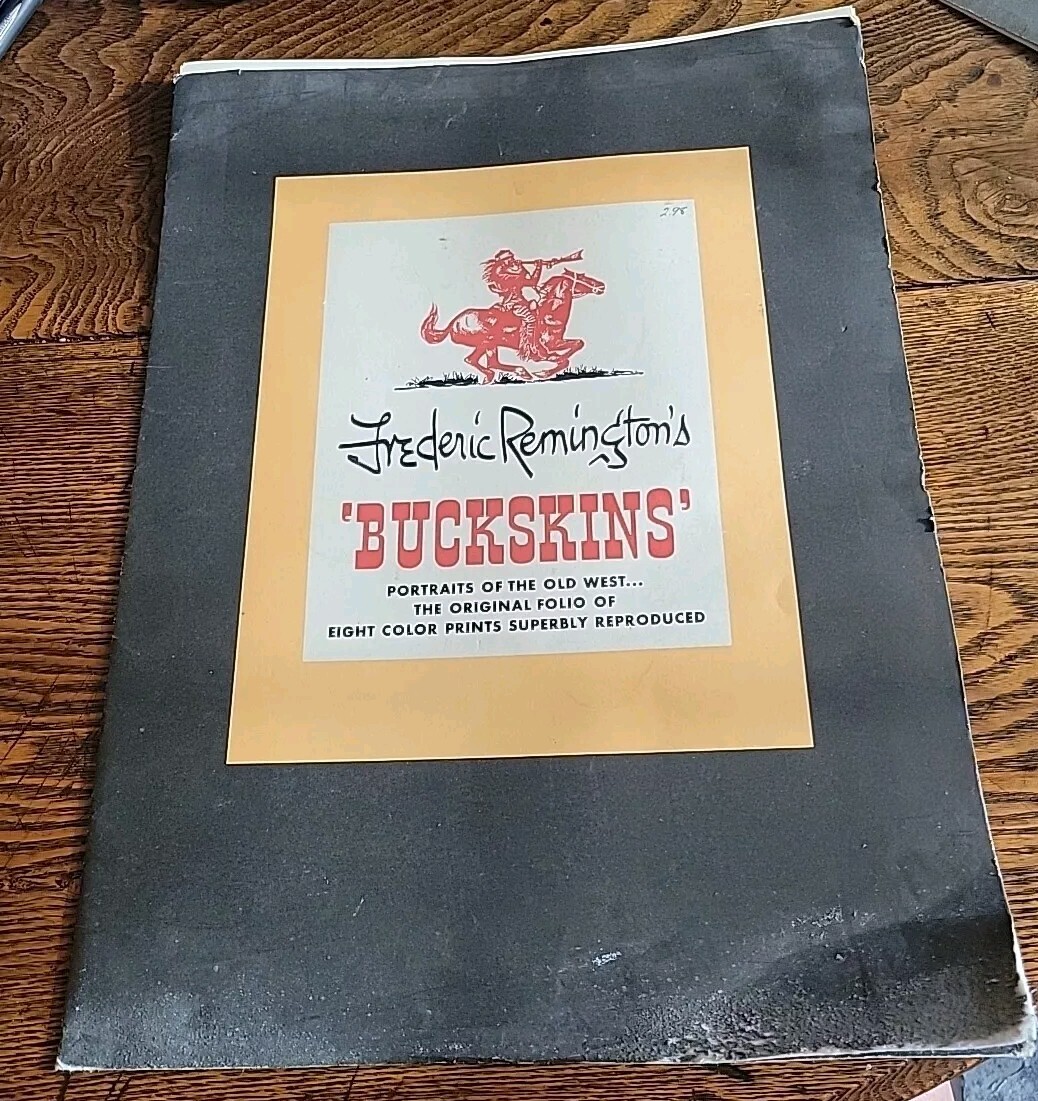 2.98
Frederic Remington's
'BUCKSKINS'
PORTRAITS OF THE OLD WEST...
THE ORIGINAL FOLIO OF
EIGHT COLOR PRINTS SUPERBLY REPRODUCED